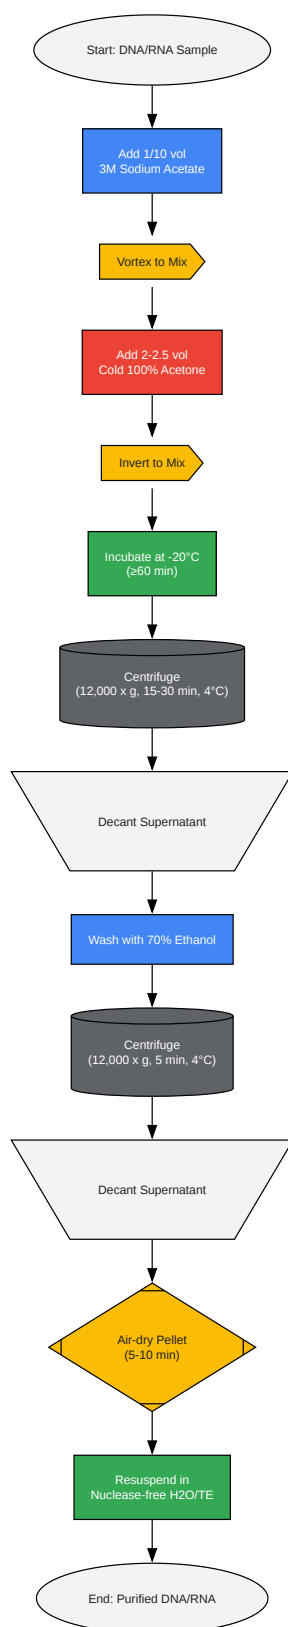 Start: DNA/RNA Sample
Add 1/10 vol
3M Sodium Acetate
Vortex to Mix
Add 2-2.5 vol
Cold 100% Acetone
Invert to Mix
Incubate at -20°C
(≥60 min)
Centrifuge
(12,000 x g, 15-30 min, 4°C)
Decant Supernatant
Wash with 70% Ethanol
Centrifuge
(12,000 x g, 5 min, 4°C)
Decant Supernatant
Air-dry Pellet
(5-10 min)
Resuspend in
Nuclease-free H2O/TE
End: Purified DNA/RNA